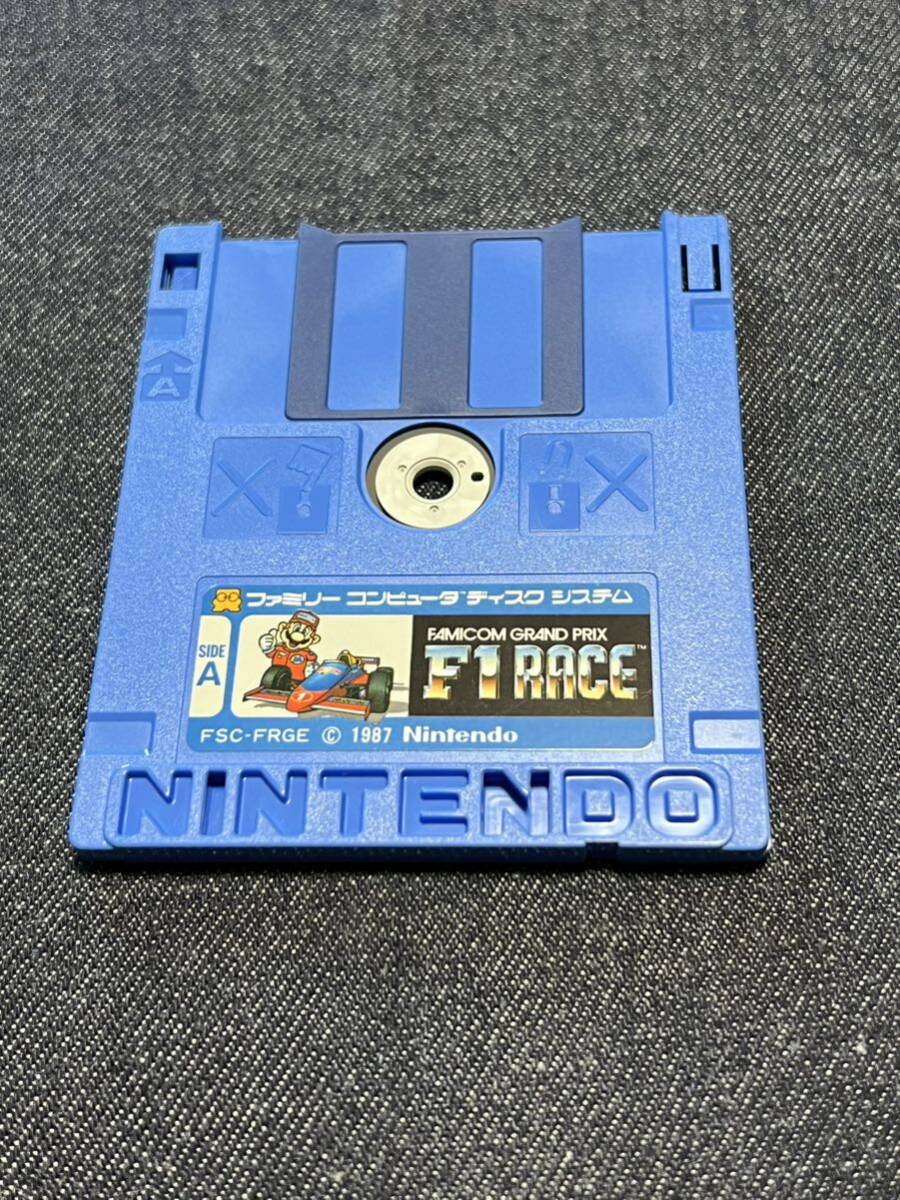 A
ファミリー コンピュータ ディスク システム
SIDE
A
FAMICOM GRAND PRIX
F1 RACE™
FSC-FRGE © 1987 Nintendo
NINTENDO